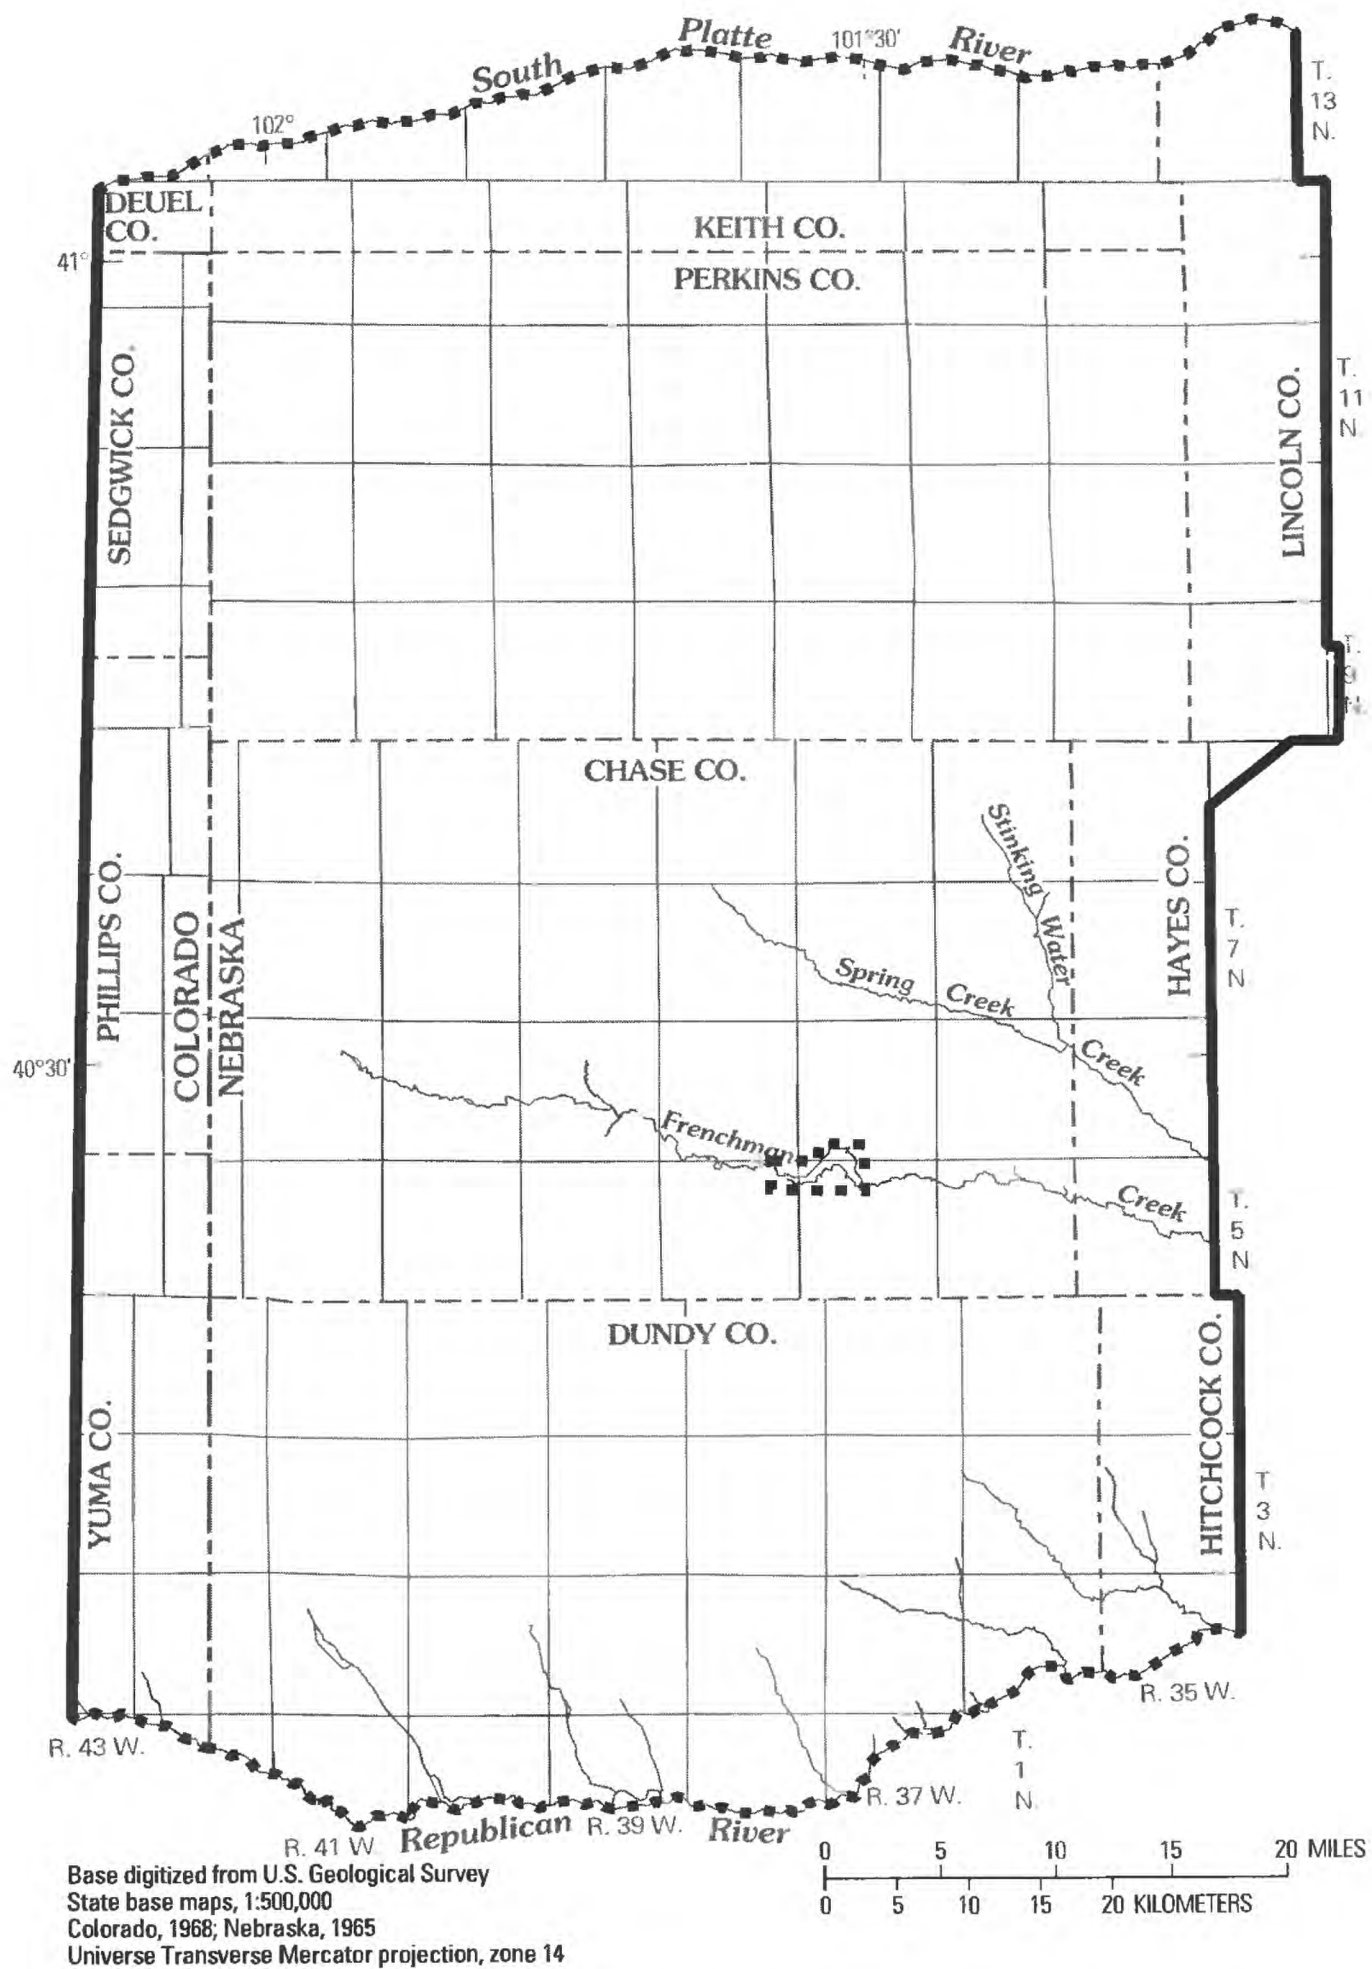 South Platte River
101°30'
102°
T.
13
N.
DEUEL
CO.
KEITH CO.
41°
PERKINS CO.
SEDGWICK CO.
LINCOLN CO.
T.
11
N.
T.
9
N.
CHASE CO.
Stinking Water Creek
HAYES CO.
PHILLIPS CO.
COLORADO
NEBRASKA
T.
7
N
Spring Creek
40°30'
Frenchman Creek
T.
5
N
DUNDY CO.
HITCHCOCK CO.
YUMA CO.
T
3
N.
R. 35 W.
R. 43 W.
T.
1
N.
R. 37 W.
R. 41 W.
Republican River
R. 39 W.
0 5 10 15 20 MILES
0 5 10 15 20 KILOMETERS
Base digitized from U.S. Geological Survey
State base maps, 1:500,000
Colorado, 1968; Nebraska, 1965
Universe Transverse Mercator projection, zone 14